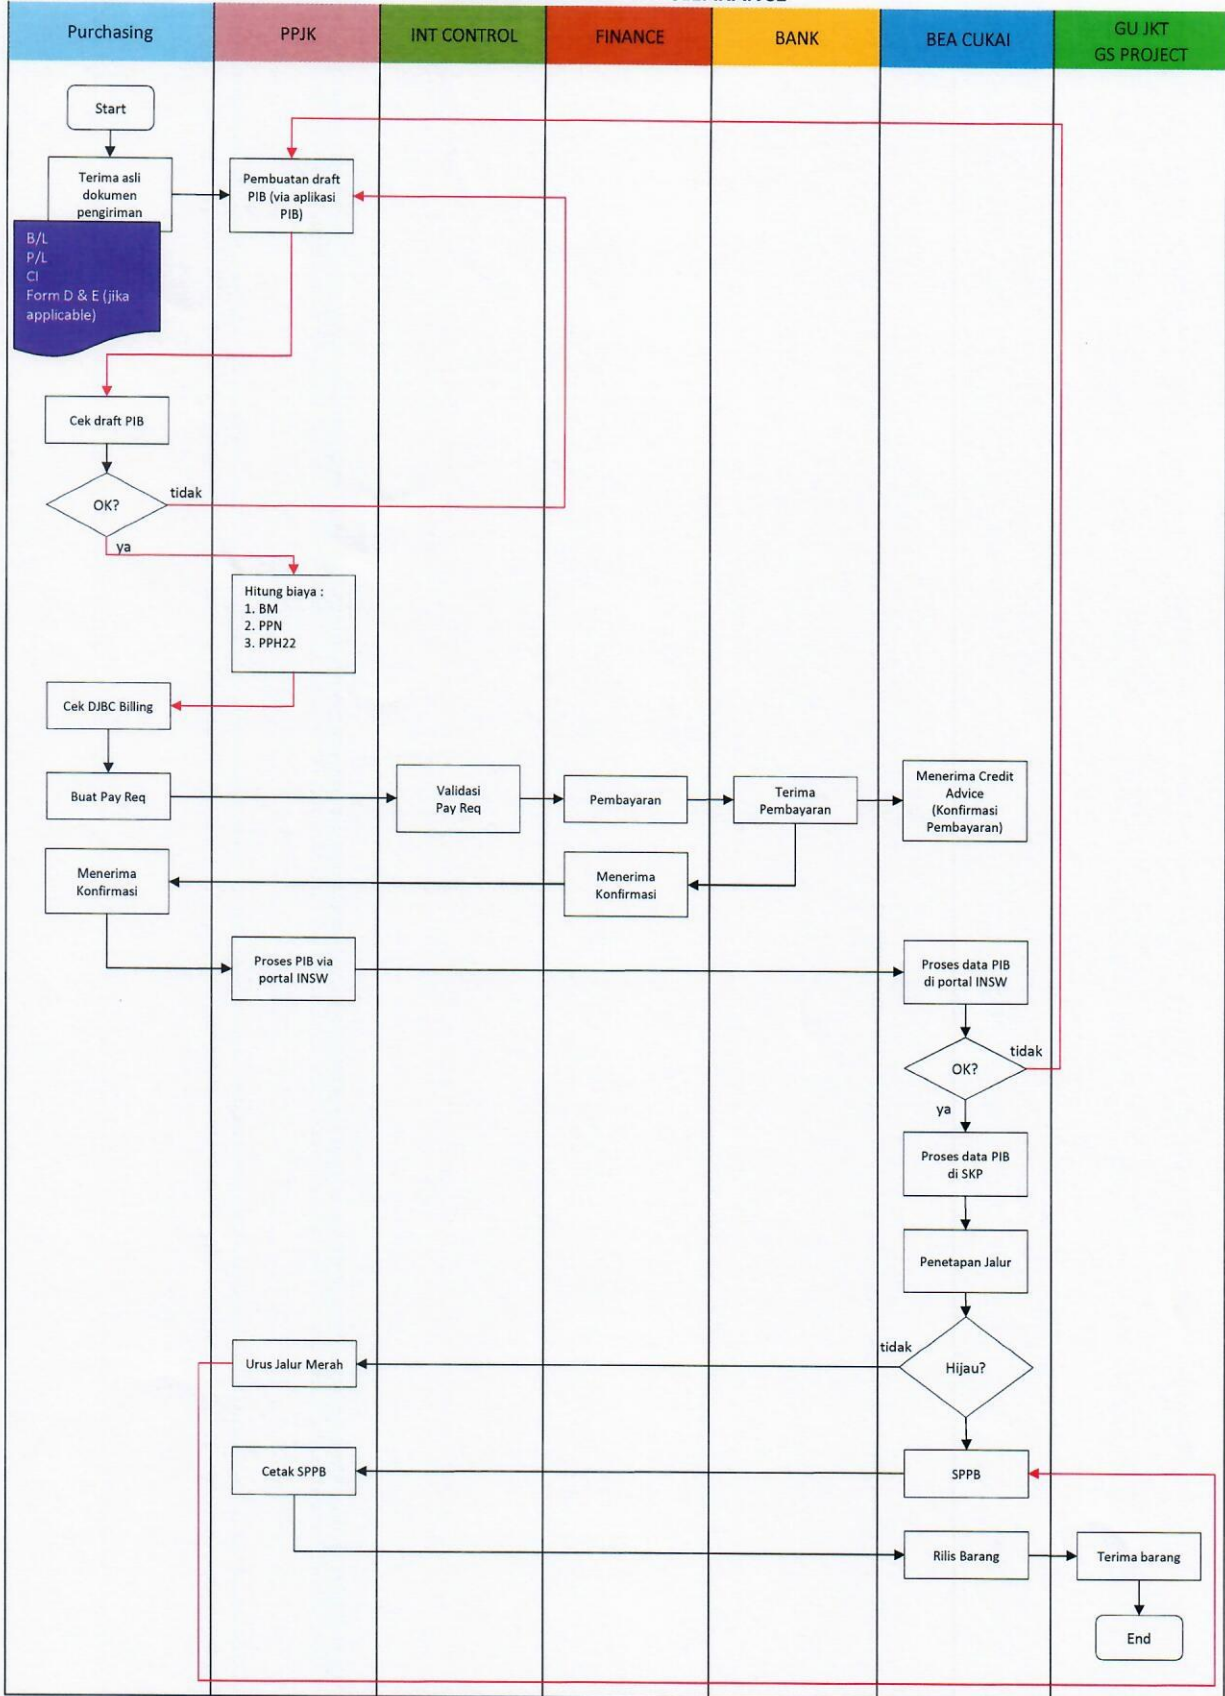 Purchasing
PPJK
INT CONTROL
FINANCE
BANK
BEA CUKAI
GU JKT
GS PROJECT
Start
Terima asli
dokumen
pengiriman
Pembuatan draft
PIB (via aplikasi
PIB)
B/L
P/L
CI
Form D & E (jika
applicable)
Cek draft PIB
OK?
tidak
ya
Hitung biaya :
1. BM
2. PPN
3. PPH22
Cek DJBC Billing
Buat Pay Req
Validasi
Pay Req
Pembayaran
Terima
Pembayaran
Menerima Credit
Advice
(Konfirmasi
Pembayaran)
Menerima
Konfirmasi
Menerima
Konfirmasi
Proses PIB via
portal INSW
Proses data PIB
di portal INSW
OK?
tidak
ya
Proses data PIB
di SKP
Penetapan Jalur
tidak
Hijau?
Urus Jalur Merah
Cetak SPPB
SPPB
Rilis Barang
Terima barang
End